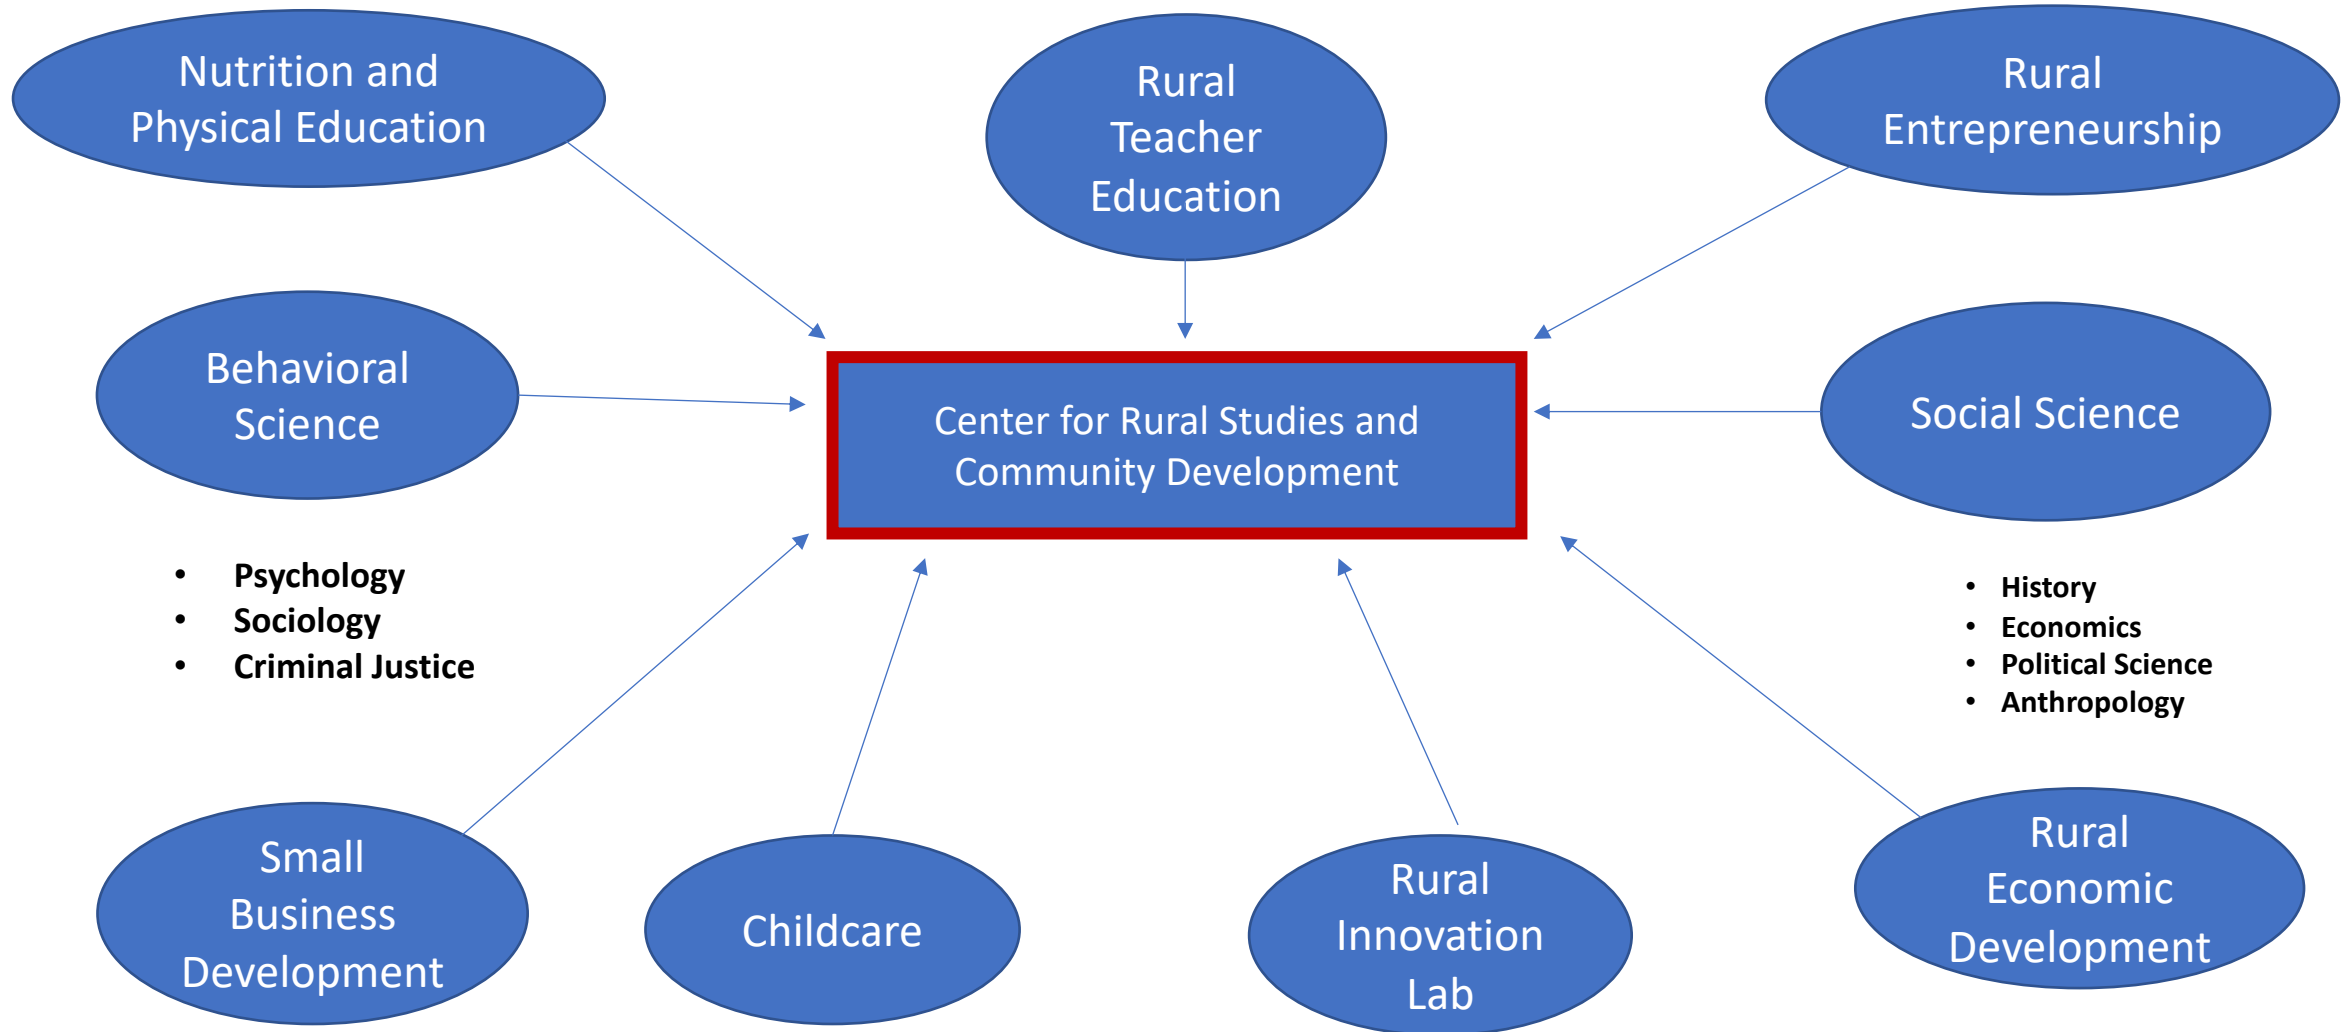 Nutrition and
Physical Education
Rural
Teacher
Education
Rural
Entrepreneurship
Behavioral
Science
Center for Rural Studies and
Community Development
Social Science
• Psychology
• Sociology
• Criminal Justice
• History
• Economics
• Political Science
• Anthropology
Small
Business
Development
Childcare
Rural
Innovation
Lab
Rural
Economic
Development